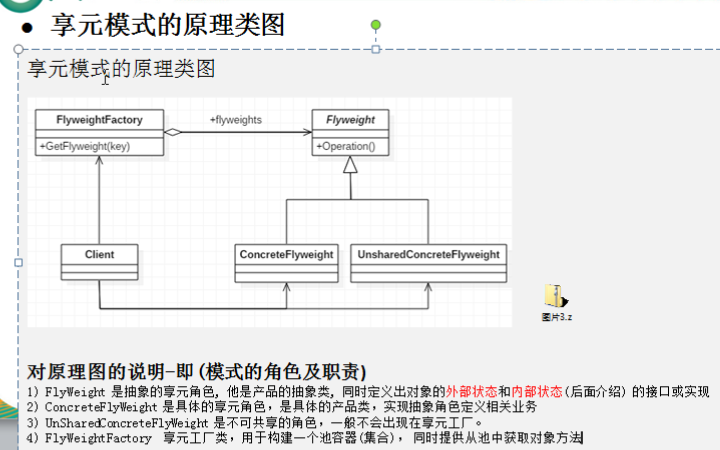 ● 享元模式的原理类图
享元模式的原理类图
FlyweightFactory
+GetFlyweight(key)
+flyweights
Flyweight
+Operation()
Client
ConcreteFlyweight
UnsharedConcreteFlyweight
图片3.z
对原理图的说明-即(模式的角色及职责)
1) FlyWeight 是抽象的享元角色, 他是产品的抽象类, 同时定义出对象的外部状态和内部状态(后面介绍) 的接口或实现
2) ConcreteFlyWeight 是具体的享元角色，是具体的产品类，实现抽象角色定义相关业务
3) UnSharedConcreteFlyWeight 是不可共享的角色，一般不会出现在享元工厂。
4) FlyWeightFactory 享元工厂类，用于构建一个池容器(集合)， 同时提供从池中获取对象方法